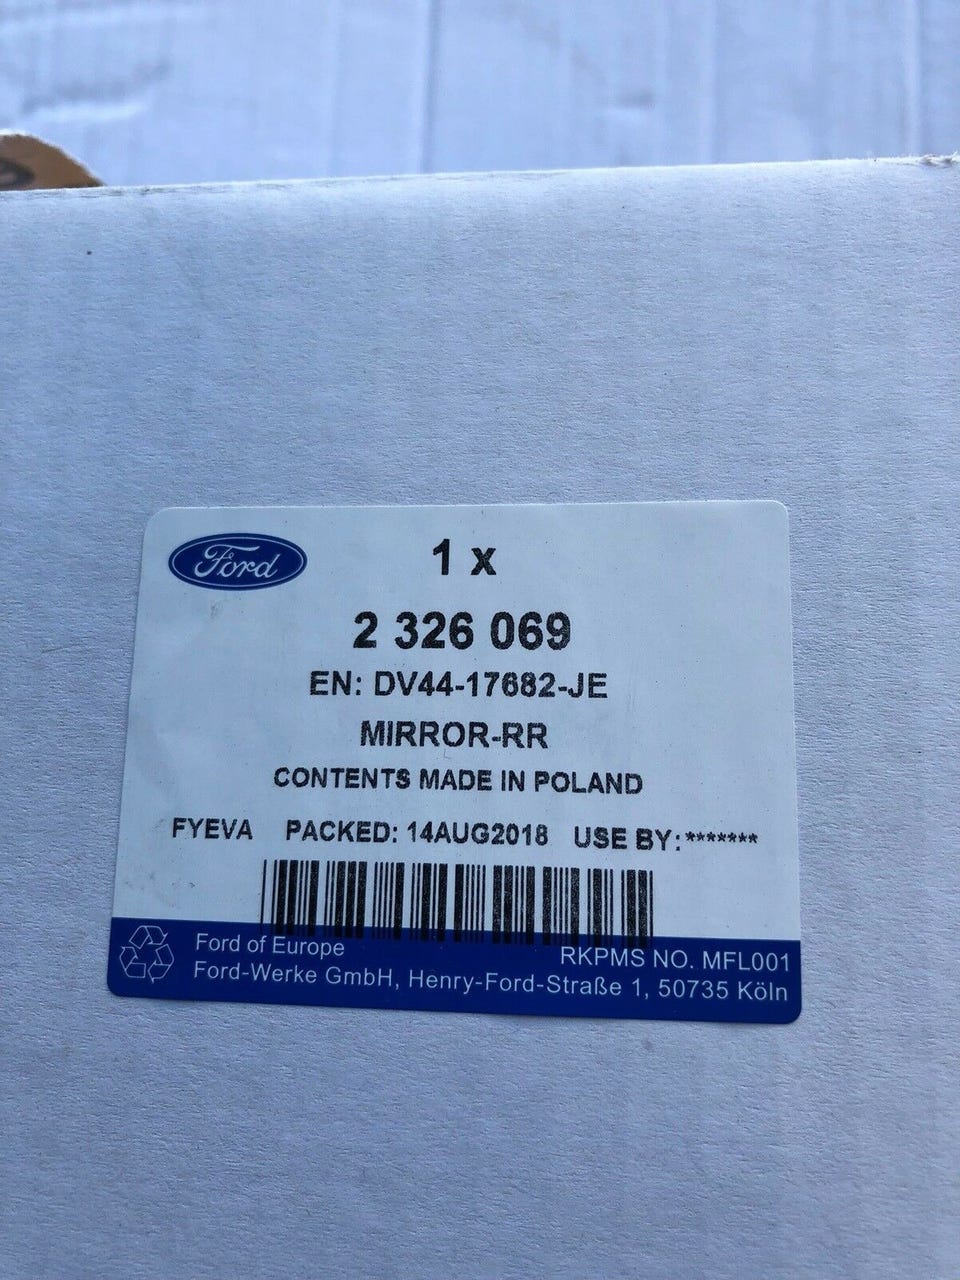 Ford
1 x
2 326 069
EN: DV44-17682-JE
MIRROR-RR
CONTENTS MADE IN POLAND
FYEVA PACKED: 14AUG2018 USE BY:*******
Ford of Europe RKPMS NO. MFL001
Ford-Werke GmbH, Henry-Ford-Straße 1, 50735 Köln